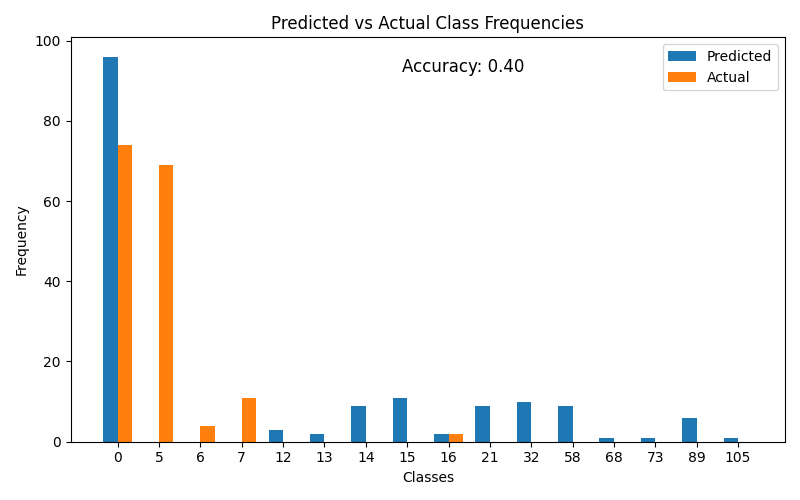 Predicted vs Actual Class Frequencies
Accuracy: 0.40
Predicted
Actual
Frequency
100
80
60
40
20
0
0 5 6 7 12 13 14 15 16 21 32 58 68 73 89 105
Classes